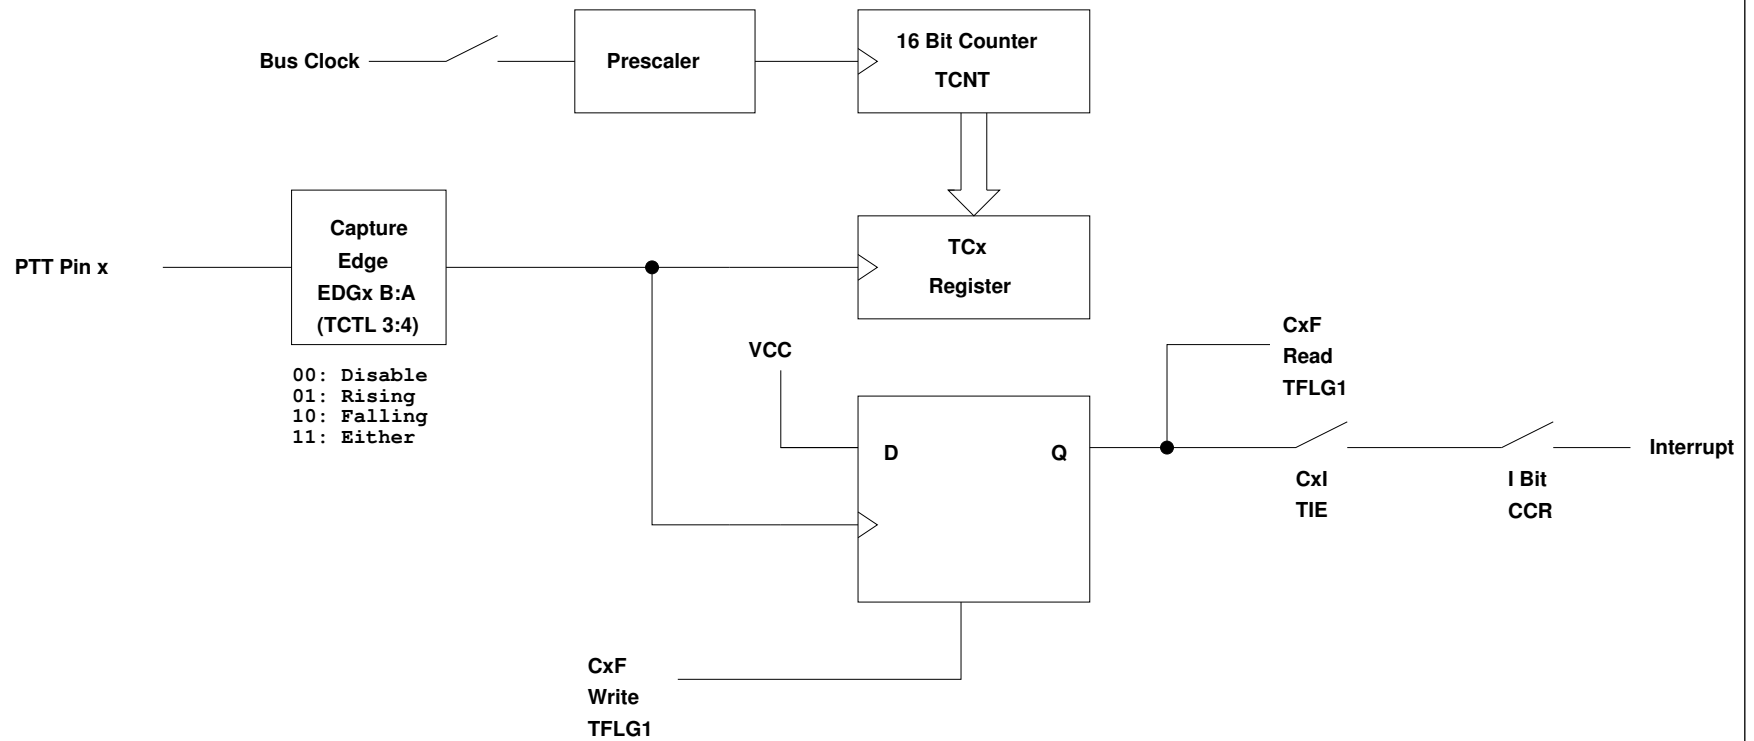 Bus Clock
Prescaler
16 Bit Counter
TCNT
PTT Pin x
Capture
Edge
EDGx B:A
(TCTL 3:4)
00: Disable
01: Rising
10: Falling
11: Either
TCx
Register
VCC
D
Q
CxF
Read
TFLG1
CxI
TIE
I Bit
CCR
Interrupt
CxF
Write
TFLG1